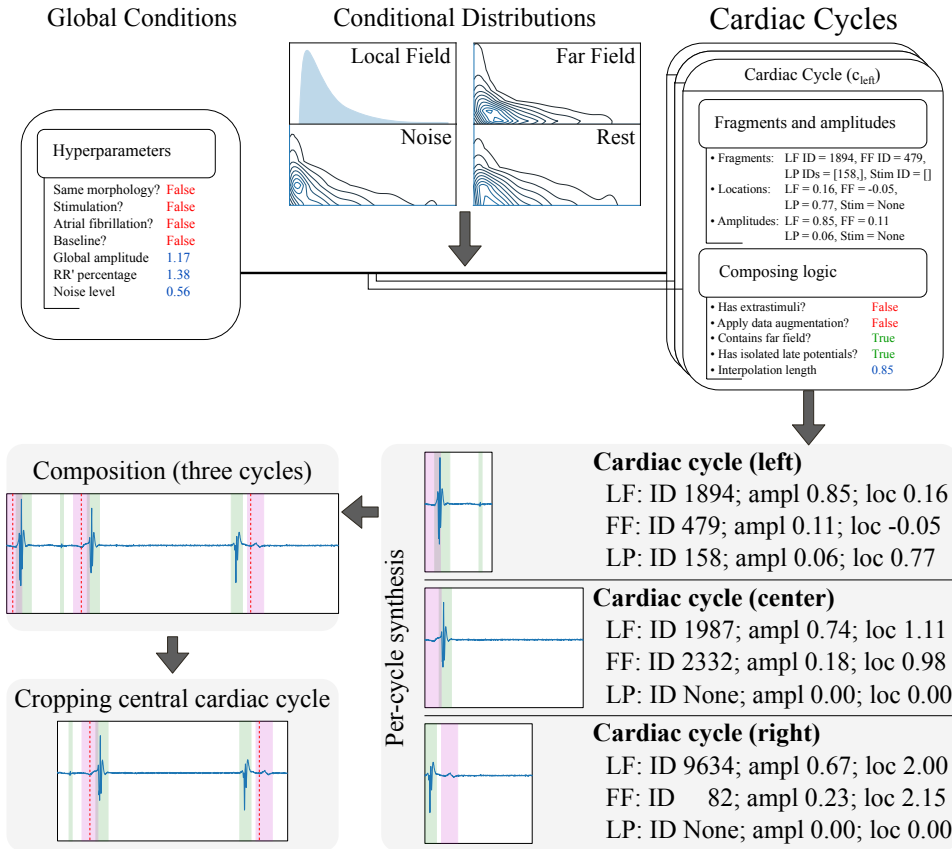 Global Conditions
Hyperparameters
Same morphology? False
Stimulation? False
Atrial fibrillation? False
Baseline? False
Global amplitude 1.17
RR' percentage 1.38
Noise level 0.56
Conditional Distributions
Local Field
Far Field
Noise
Rest
Cardiac Cycles
Cardiac Cycle (cleft)
Fragments and amplitudes
• Fragments: LF ID = 1894, FF ID = 479,
LP IDs = [158,], Stim ID = []
• Locations: LF = 0.16, FF = -0.05,
LP = 0.77, Stim = None
• Amplitudes: LF = 0.85, FF = 0.11
LP = 0.06, Stim = None
Composing logic
• Has extrastimuli? False
• Apply data augmentation? False
• Contains far field? True
• Has isolated late potentials? True
• Interpolation length 0.85
Per-cycle synthesis
Cardiac cycle (left)
LF: ID 1894; ampl 0.85; loc 0.16
FF: ID 479; ampl 0.11; loc -0.05
LP: ID 158; ampl 0.06; loc 0.77
Cardiac cycle (center)
LF: ID 1987; ampl 0.74; loc 1.11
FF: ID 2332; ampl 0.18; loc 0.98
LP: ID None; ampl 0.00; loc 0.00
Cardiac cycle (right)
LF: ID 9634; ampl 0.67; loc 2.00
FF: ID 82; ampl 0.23; loc 2.15
LP: ID None; ampl 0.00; loc 0.00
Composition (three cycles)
Cropping central cardiac cycle